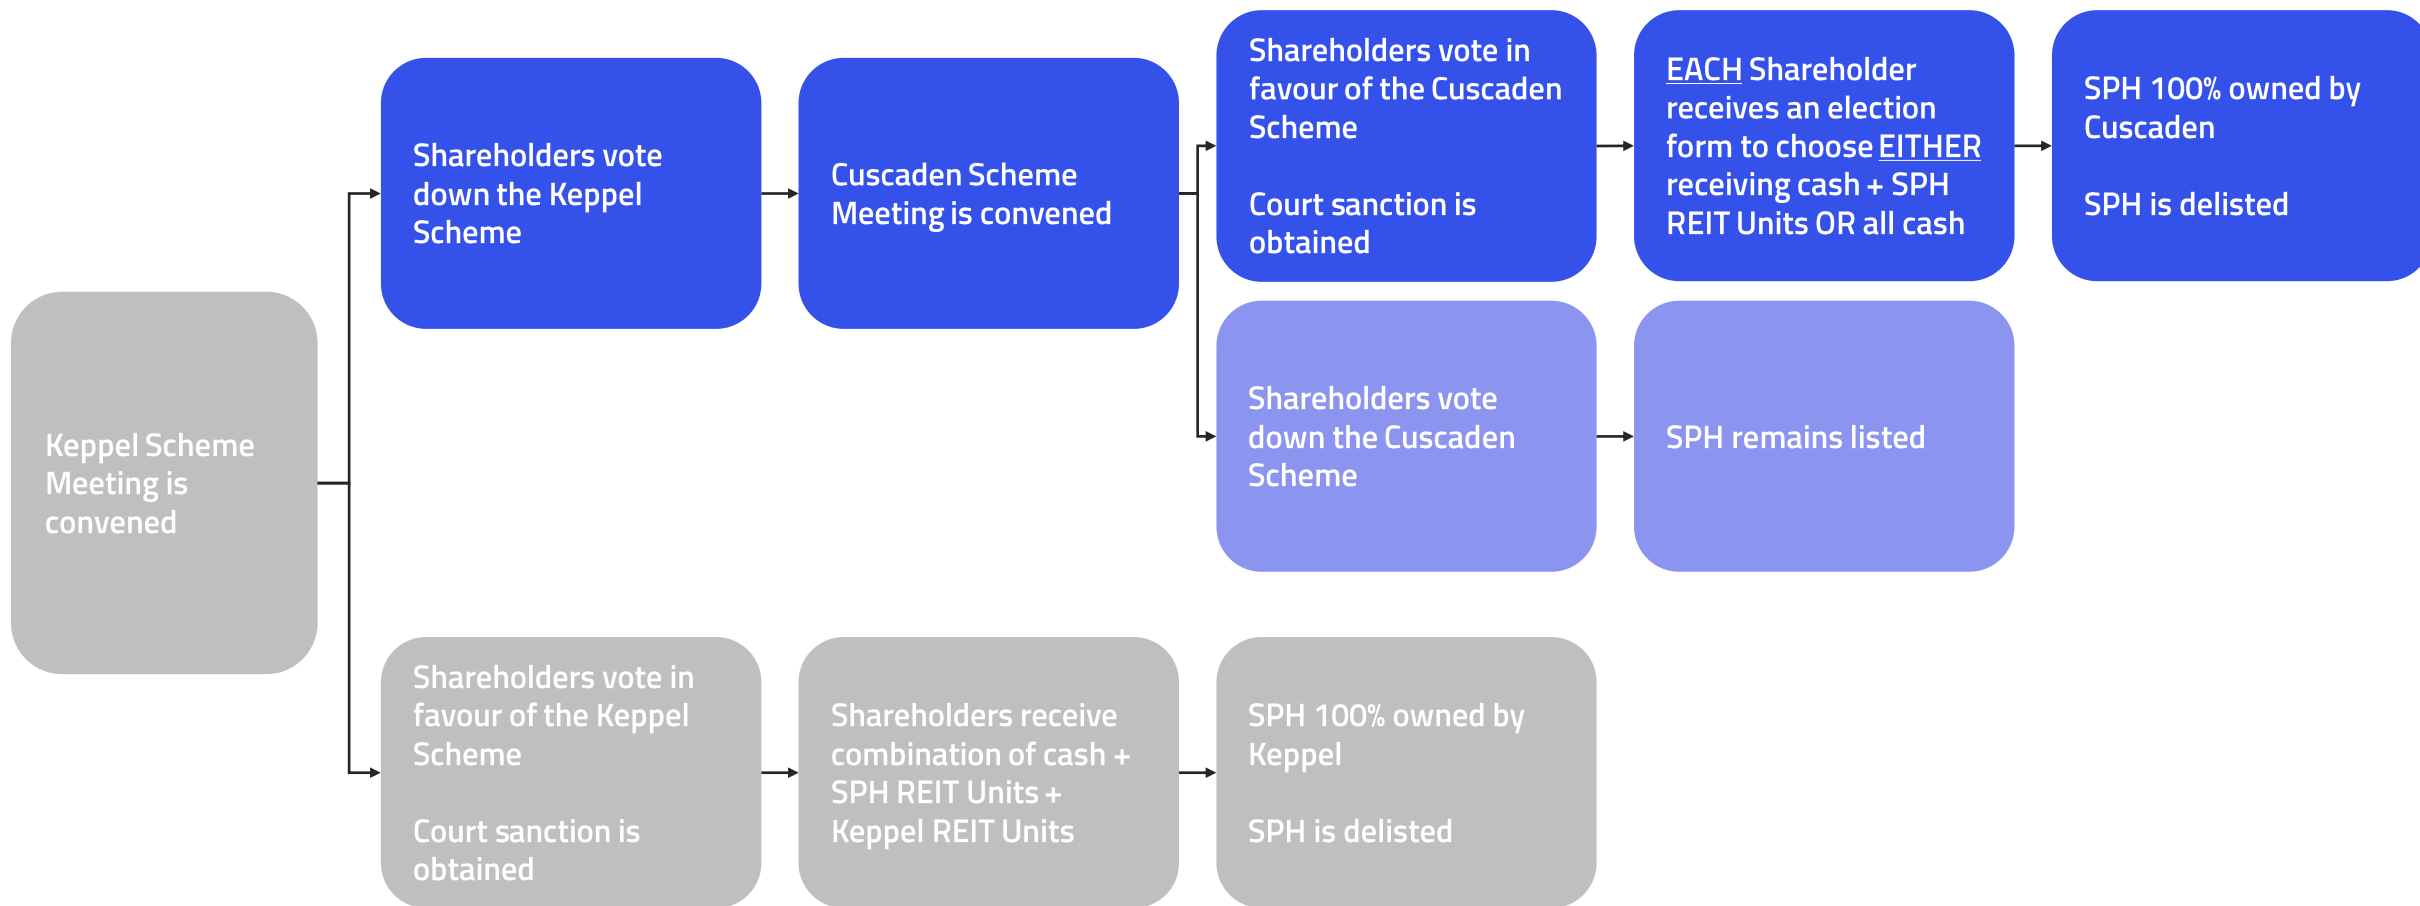 Keppel Scheme
Meeting is
convened
Shareholders vote
down the Keppel
Scheme
Cuscaden Scheme
Meeting is convened
Shareholders vote in
favour of the Cuscaden
Scheme
Court sanction is
obtained
EACH Shareholder
receives an election
form to choose EITHER
receiving cash + SPH
REIT Units OR all cash
SPH 100% owned by
Cuscaden
SPH is delisted
Shareholders vote
down the Cuscaden
Scheme
SPH remains listed
Shareholders vote in
favour of the Keppel
Scheme
Court sanction is
obtained
Shareholders receive
combination of cash +
SPH REIT Units +
Keppel REIT Units
SPH 100% owned by
Keppel
SPH is delisted